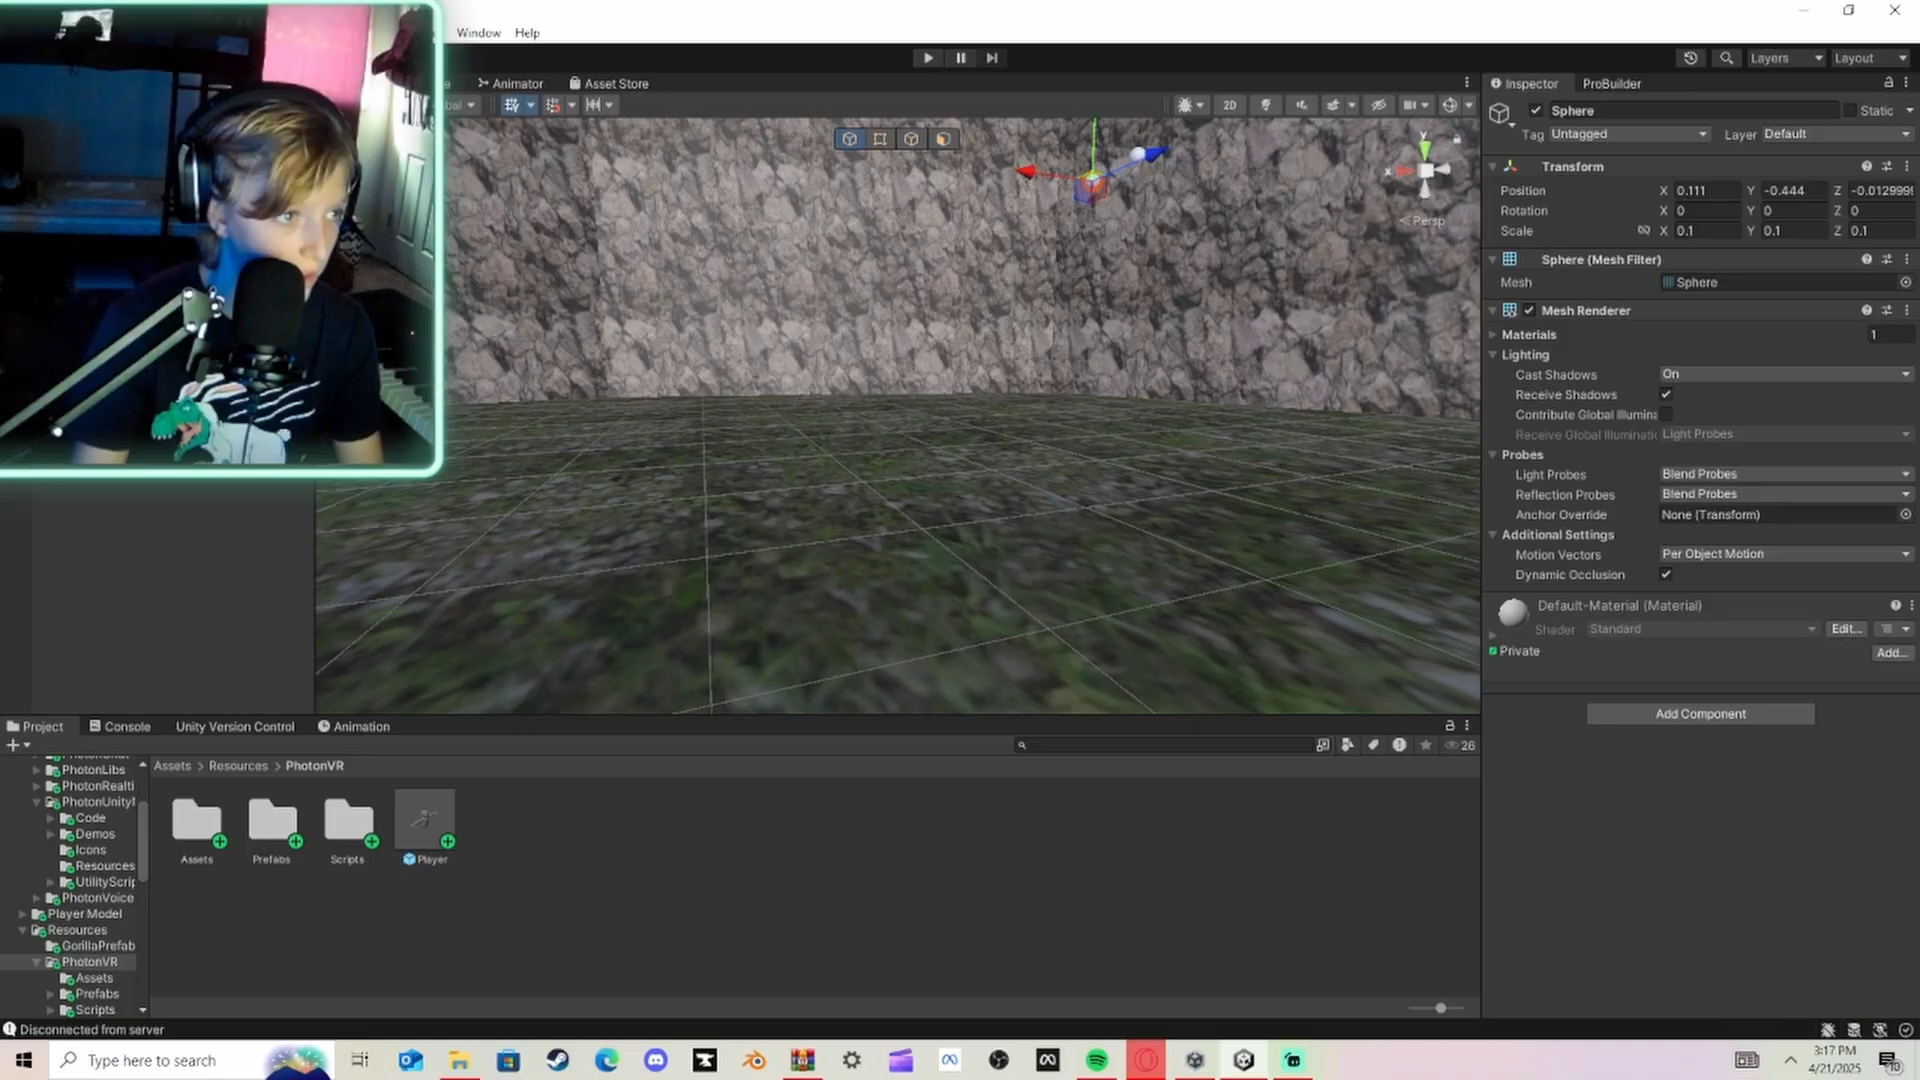 Window Help
Layers Layout
Animator Asset Store
Inspector ProBuilder
2D
Sphere Static
Tag Untagged Layer Default
Transform
Position X 0.111 Y -0.444 Z -0.0129999
Rotation X 0 Y 0 Z 0
Scale X 0.1 Y 0.1 Z 0.1
y
x
< Persp
Sphere (Mesh Filter)
Mesh Sphere
Mesh Renderer
Materials 1
Lighting
Cast Shadows On
Receive Shadows
Contribute Global Illumina
Receive Global Illuminatic Light Probes
Probes
Light Probes Blend Probes
Reflection Probes Blend Probes
Anchor Override None (Transform)
Additional Settings
Motion Vectors Per Object Motion
Dynamic Occlusion
Default-Material (Material)
Shader Standard Edit...
Private Add...
Add Component
Project Console Unity Version Control Animation
26
Assets > Resources > PhotonVR
PhotonLibs
PhotonRealti
PhotonUnityN
Code
Demos
Icons
Resources
UtilityScrip
PhotonVoice
Player Model
Resources
GorillaPrefab
PhotonVR
Assets
Prefabs
Scripts
Assets Prefabs Scripts Player
Disconnected from server
Type here to search
3:17 PM
4/21/2025
10